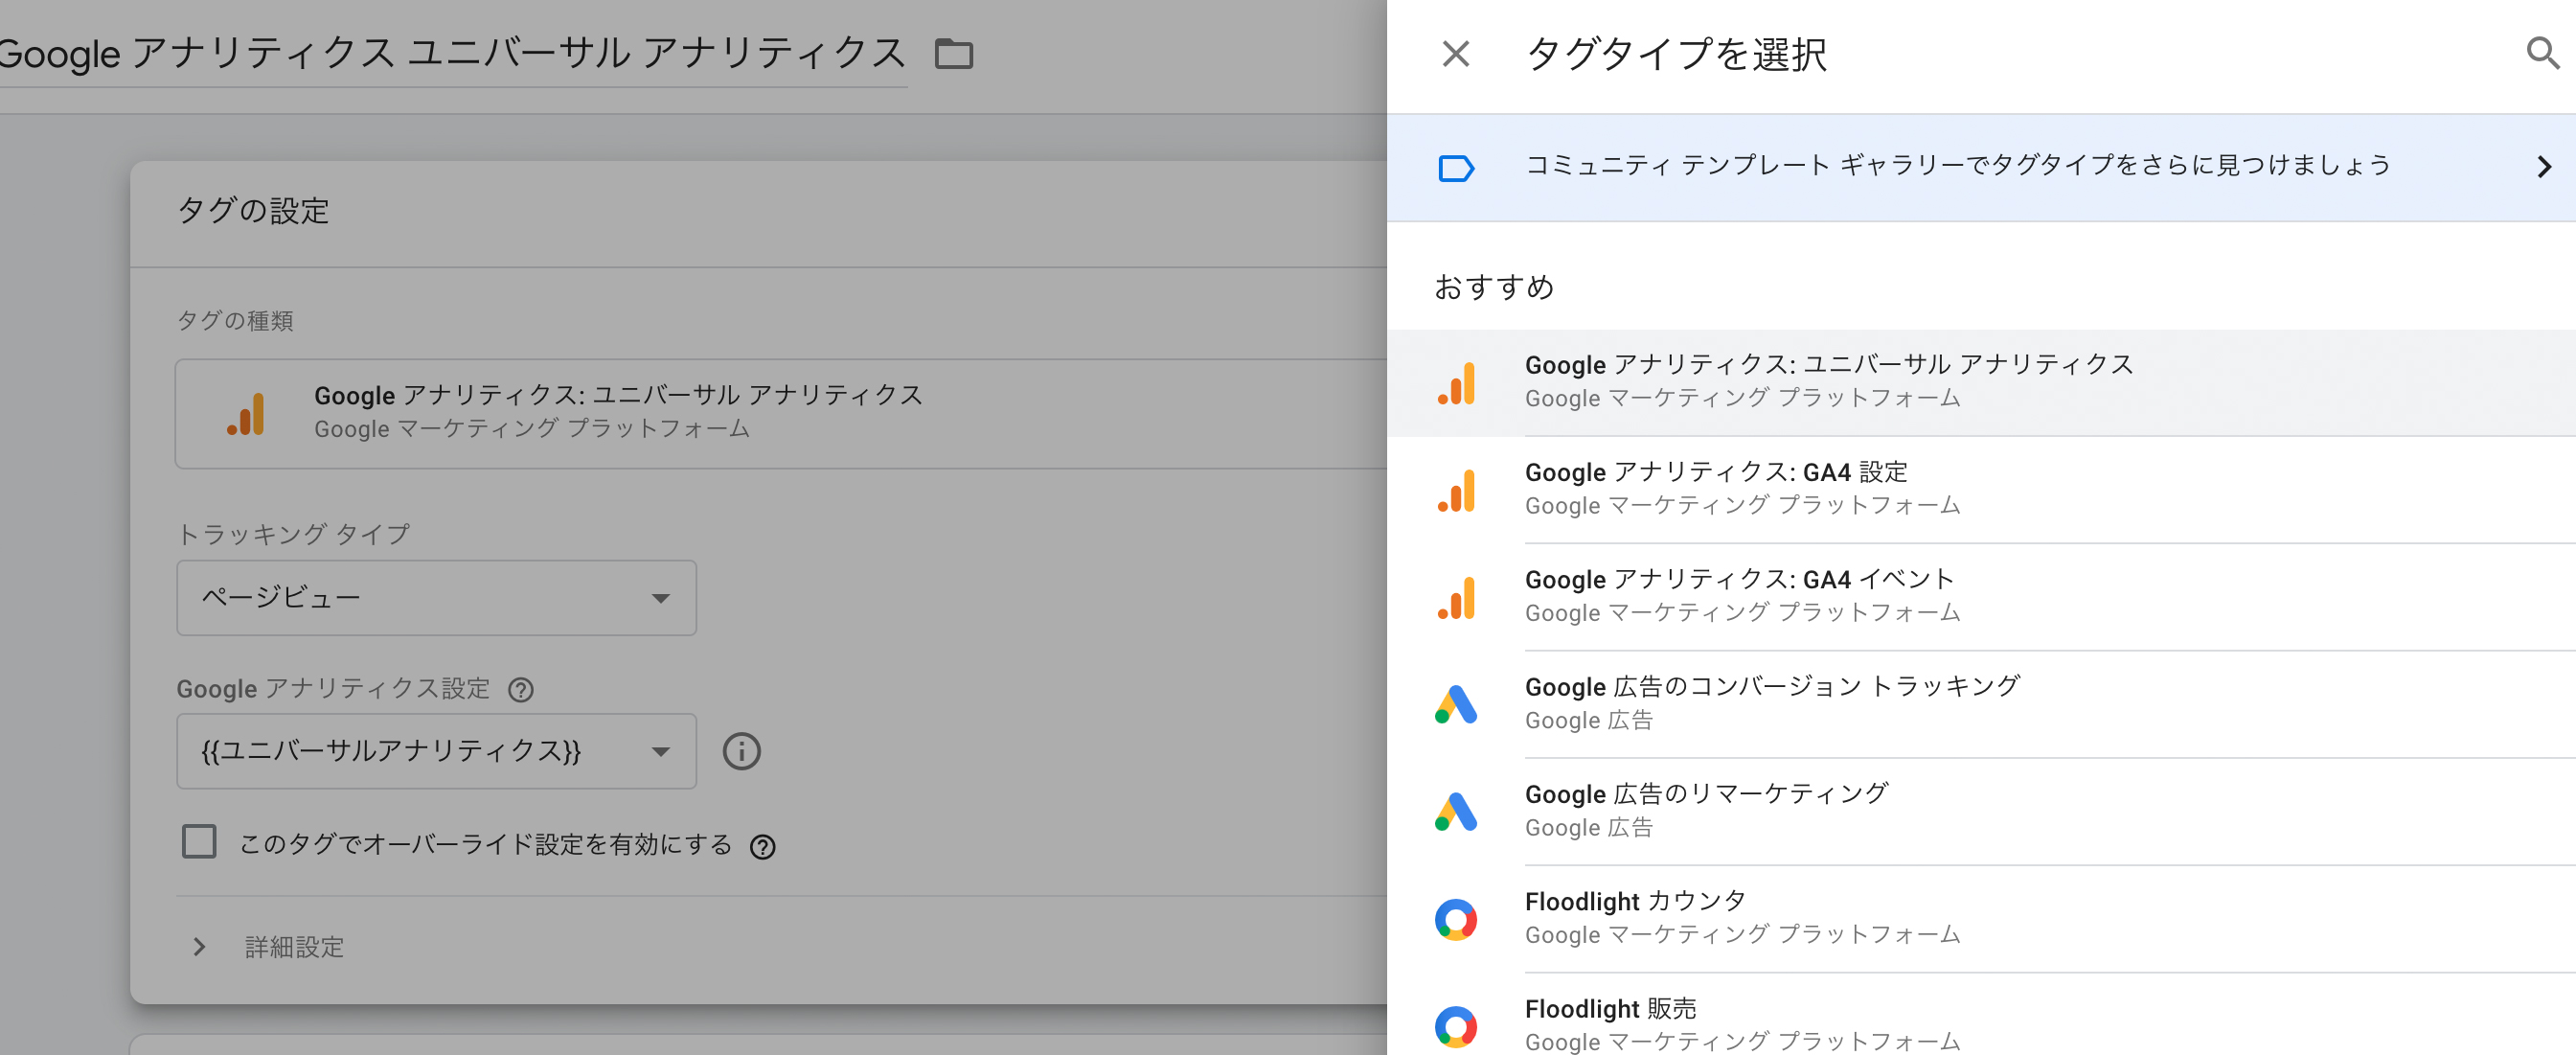 Google アナリティクス ユニバーサル アナリティクス
タグの設定
タグの種類
Google アナリティクス: ユニバーサル アナリティクス
Google マーケティング プラットフォーム
トラッキング タイプ
ページビュー
Google アナリティクス設定
{{ユニバーサルアナリティクス}}
このタグでオーバーライド設定を有効にする
詳細設定
タグタイプを選択
コミュニティ テンプレート ギャラリーでタグタイプをさらに見つけましょう
おすすめ
Google アナリティクス: ユニバーサル アナリティクス
Google マーケティング プラットフォーム
Google アナリティクス: GA4 設定
Google マーケティング プラットフォーム
Google アナリティクス: GA4 イベント
Google マーケティング プラットフォーム
Google 広告のコンバージョン トラッキング
Google 広告
Google 広告のリマーケティング
Google 広告
Floodlight カウンタ
Google マーケティング プラットフォーム
Floodlight 販売
Google マーケティング プラットフォーム